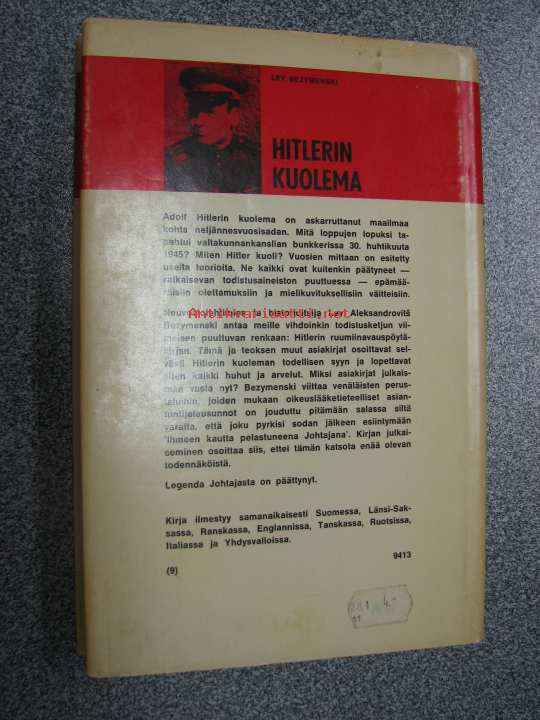 LEV BEZYMENSKI
HITLERIN
KUOLEMA
Adolf Hitlerin kuolema on askarruttanut maailmaa
kohta neljännesvuosisadan. Mitä loppujen lopuksi ta-
pahtui valtakunnankanslian bunkkerissa 30. huhtikuuta
1945? Miten Hitler kuoli? Vuosien mittaan on esitetty
useita teorioita. Ne kaikki ovat kuitenkin päätyneet —
ratkaisevan todistusaineiston puuttuessa — epämää-
räisiin olettamuksiin ja mielikuvituksellisiin väitteisiin.
Antikvariaatti.net
ja historioitsija Lev Aleksandrovitš
Bezymenski antaa meille vihdoinkin todistusketjun vii-
meisen puuttuvan renkaan: Hitlerin ruumiinavauspöytä-
kirjan. Tämä ja teoksen muut asiakirjat osoittavat sel-
västi Hitlerin kuoleman todellisen syyn ja lopettavat
siten kaikki huhut ja arvelut. Miksi asiakirjat julkais-
maan vasta nyt? Bezymenski viittaa venäläisten perus-
teluihin, joiden mukaan oikeuslääketieteelliset asian-
tuntijalausunnot on jouduttu pitämään salassa siltä
varalta, että joku pyrkisi sodan jälkeen esiintymään
'ihmeen kautta pelastuneena Johtajana'. Kirjan julkai-
seminen osoittaa siis, ettei tämän katsota enää olevan
todennäköistä.
Legenda Johtajasta on päättynyt.
Kirja ilmestyy samanaikaisesti Suomessa, Länsi-Sak-
sassa, Ranskassa, Englannissa, Tanskassa, Ruotsissa,
Italiassa ja Yhdysvalloissa.
9413
(9)